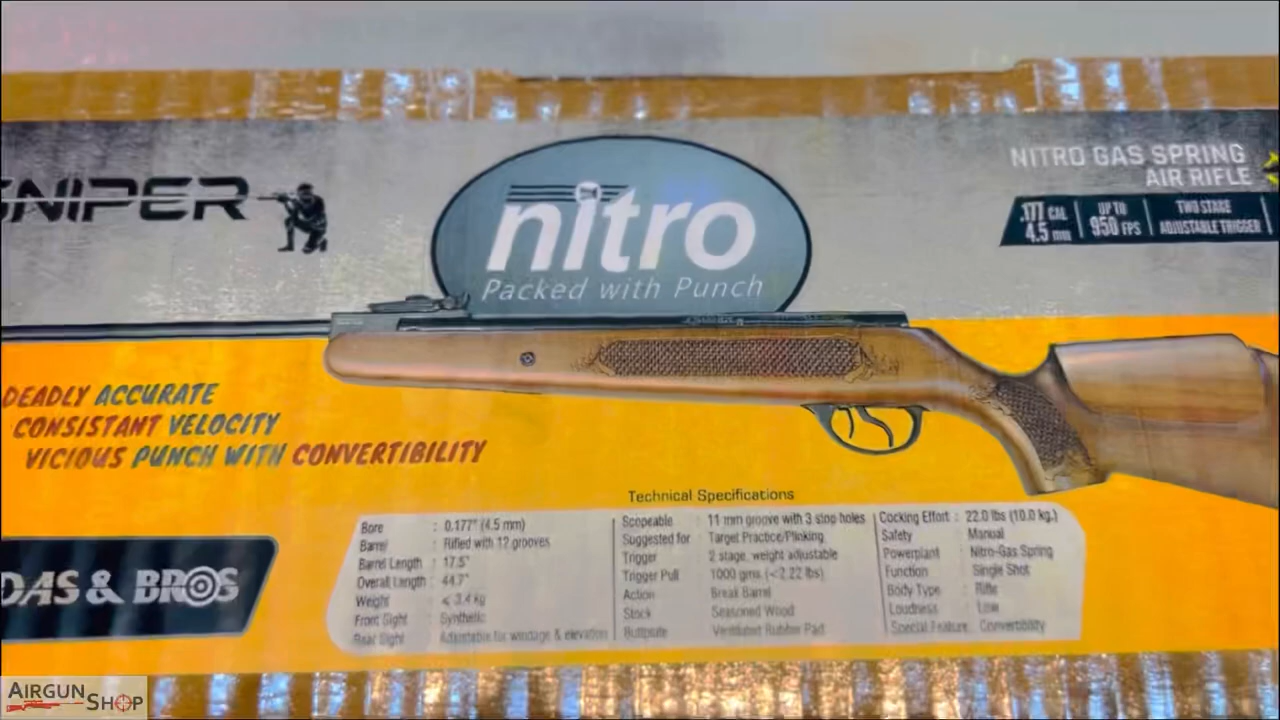 SNIPER
nitro
Packed with Punch
NITRO GAS SPRING
AIR RIFLE
.177 CAL
4.5 mm
UP TO
950 FPS
TWO STAGE
ADJUSTABLE TRIGGER
DEADLY ACCURATE
CONSISTANT VELOCITY
VICIOUS PUNCH WITH CONVERTIBILITY
DAS & BROS
Technical Specifications
Bore : 0.177" (4.5 mm)
Barrel : Rifled with 12 grooves
Barrel Length : 17.5"
Overall Length : 44.7"
Weight : < 3.4 kg
Front Sight : Synthetic
Rear Sight : Adjustable for windage & elevation
Scopeable : 11 mm groove with 3 stop holes
Suggested for : Target Practice/Plinking
Trigger : 2 stage, weight adjustable
Trigger Pull : 1000 gms (<2.22 lbs)
Action : Break Barrel
Stock : Seasoned Wood
Buttplate : Ventilated Rubber Pad
Cocking Effort : 22.0 lbs (10.0 kg.)
Safety : Manual
Powerplant : Nitro-Gas Spring
Function : Single Shot
Body Type : Rifle
Loudness : Low
Special Feature : Convertibility
AIRGUN
SHOP